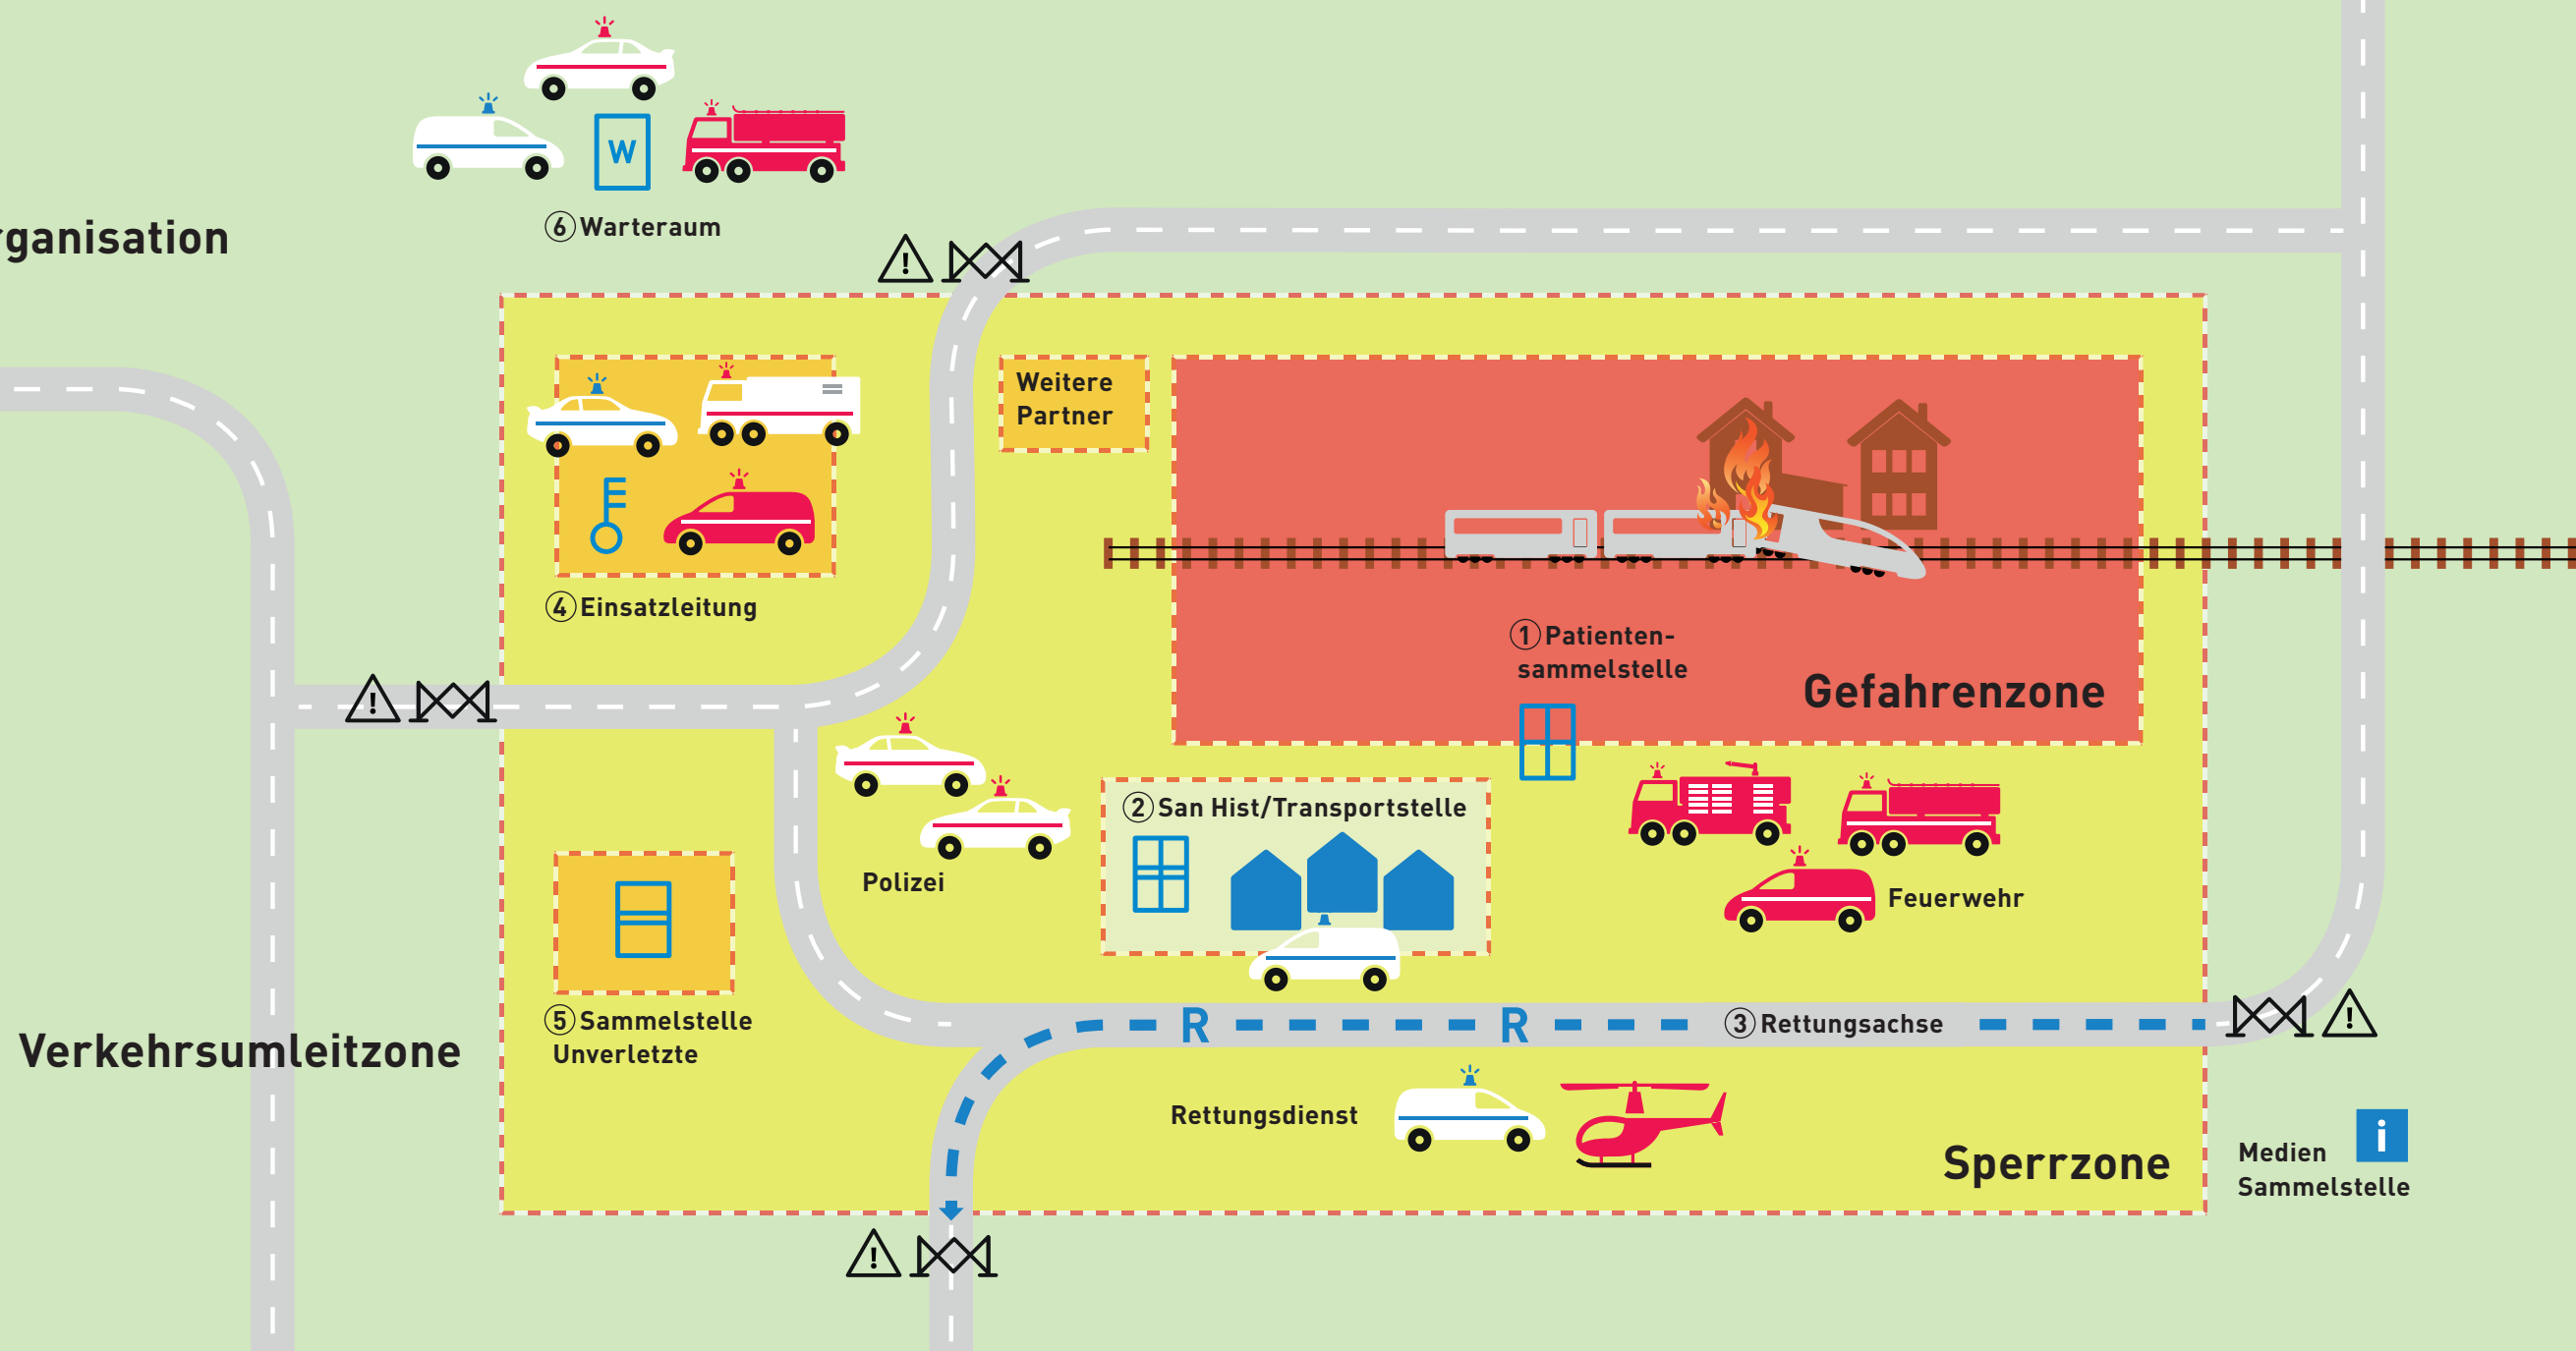 W
⑥Warteraum
rganisation
Weitere
Partner
④Einsatzleitung
①Patienten-
sammelstelle
Gefahrenzone
②San Hist/Transportstelle
Polizei
Feuerwehr
⑤Sammelstelle
Unverletzte
R R ③Rettungsachse
Verkehrsumleitzone
Rettungsdienst
Sperrzone
i
Medien
Sammelstelle